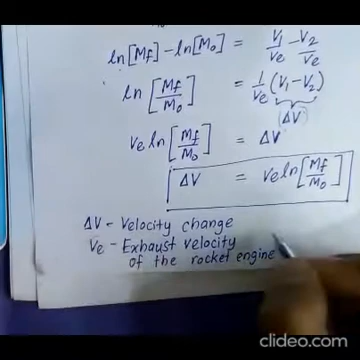 ln[Mf] - ln[Mo] = V1/Ve - V2/Ve
ln[Mf/Mo] = 1/Ve (V1 - V2)
(ΔV)
Ve ln[Mf/Mo] = ΔV
ΔV = Ve ln[Mf/Mo]
ΔV - Velocity change
Ve - Exhaust velocity
of the rocket engine
clideo.com